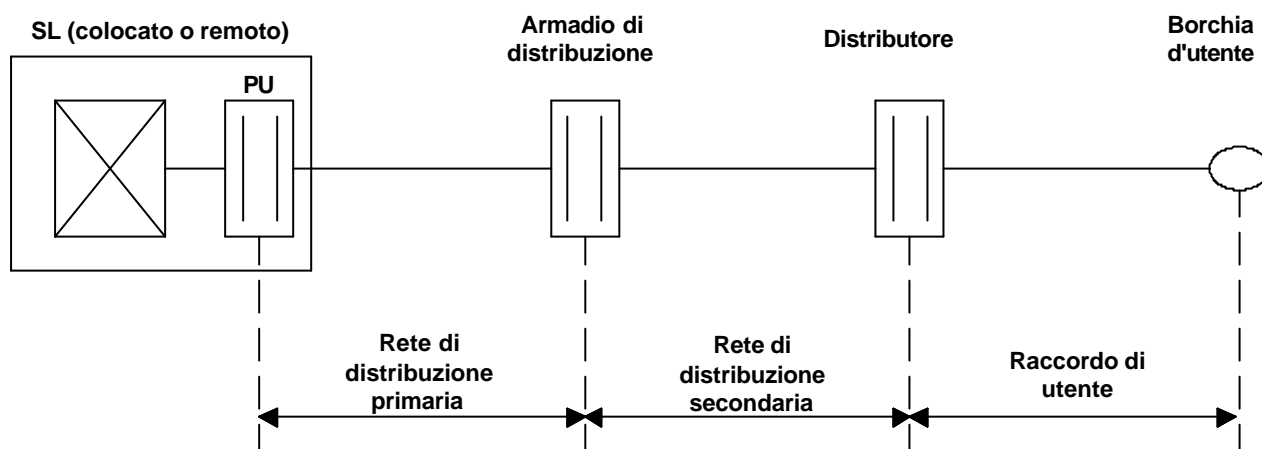 SL (colocato o remoto)
PU
Armadio di
distribuzione
Distributore
Borchia
d'utente
Rete di
distribuzione
primaria
Rete di
distribuzione
secondaria
Raccordo di
utente